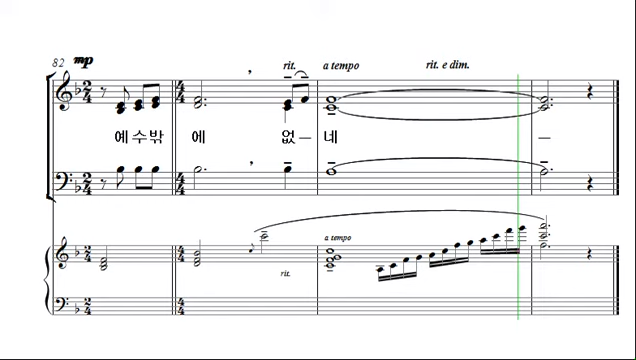 82 mp
rit. a tempo rit. e dim.
예 수 밖 에 없 – 네 –
a tempo
rit.